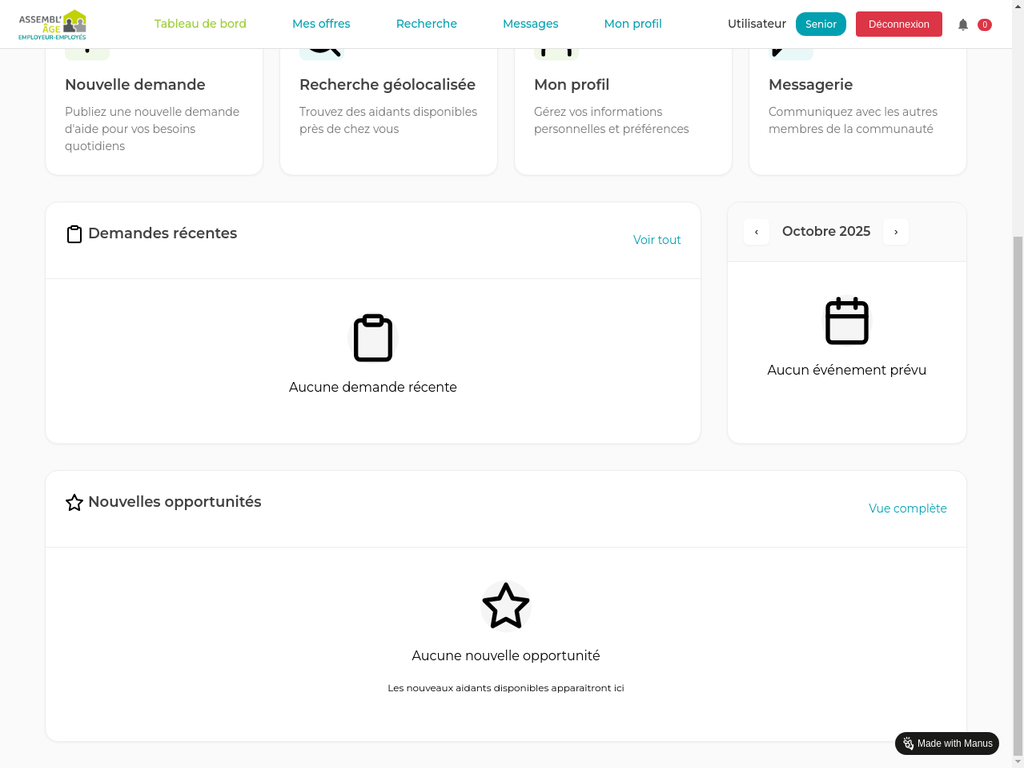 ASSEMBL'
ÂGE
EMPLOYEUR-EMPLOYÉS
Tableau de bord
Mes offres
Recherche
Messages
Mon profil
Utilisateur
Senior
Déconnexion
0
Nouvelle demande
Publiez une nouvelle demande
d'aide pour vos besoins
quotidiens
Recherche géolocalisée
Trouvez des aidants disponibles
près de chez vous
Mon profil
Gérez vos informations
personnelles et préférences
Messagerie
Communiquez avec les autres
membres de la communauté
Demandes récentes
Voir tout
Aucune demande récente
‹
Octobre 2025
›
Aucun événement prévu
Nouvelles opportunités
Vue complète
Aucune nouvelle opportunité
Les nouveaux aidants disponibles apparaîtront ici
Made with Manus